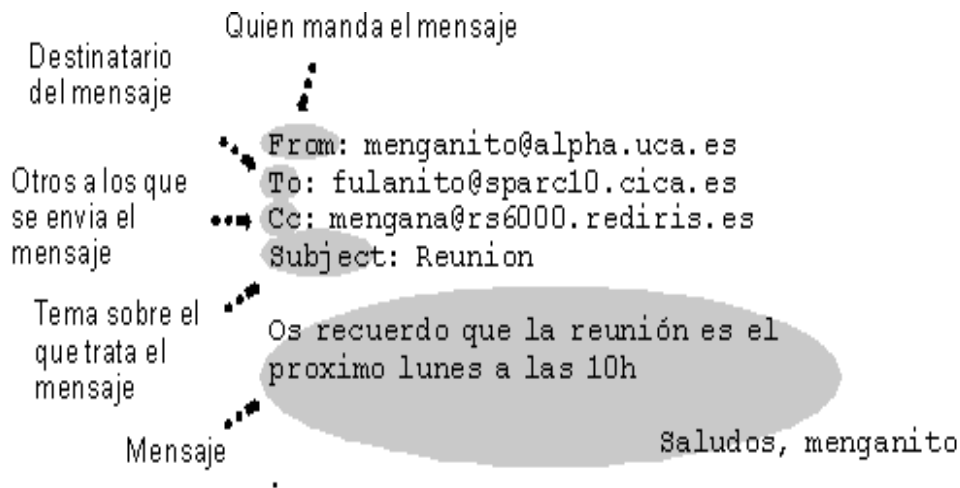 Quien manda el mensaje
Destinatario
del mensaje
From: menganito@alpha.uca.es
To: fulanito@sparc10.cica.es
Otros a los que
se envia el
mensaje
Cc: mengana@rs6000.rediris.es
Subject: Reunion
Tema sobre el
que trata el
mensaje
Os recuerdo que la reunión es el
proximo lunes a las 10h
Mensaje
Saludos, menganito